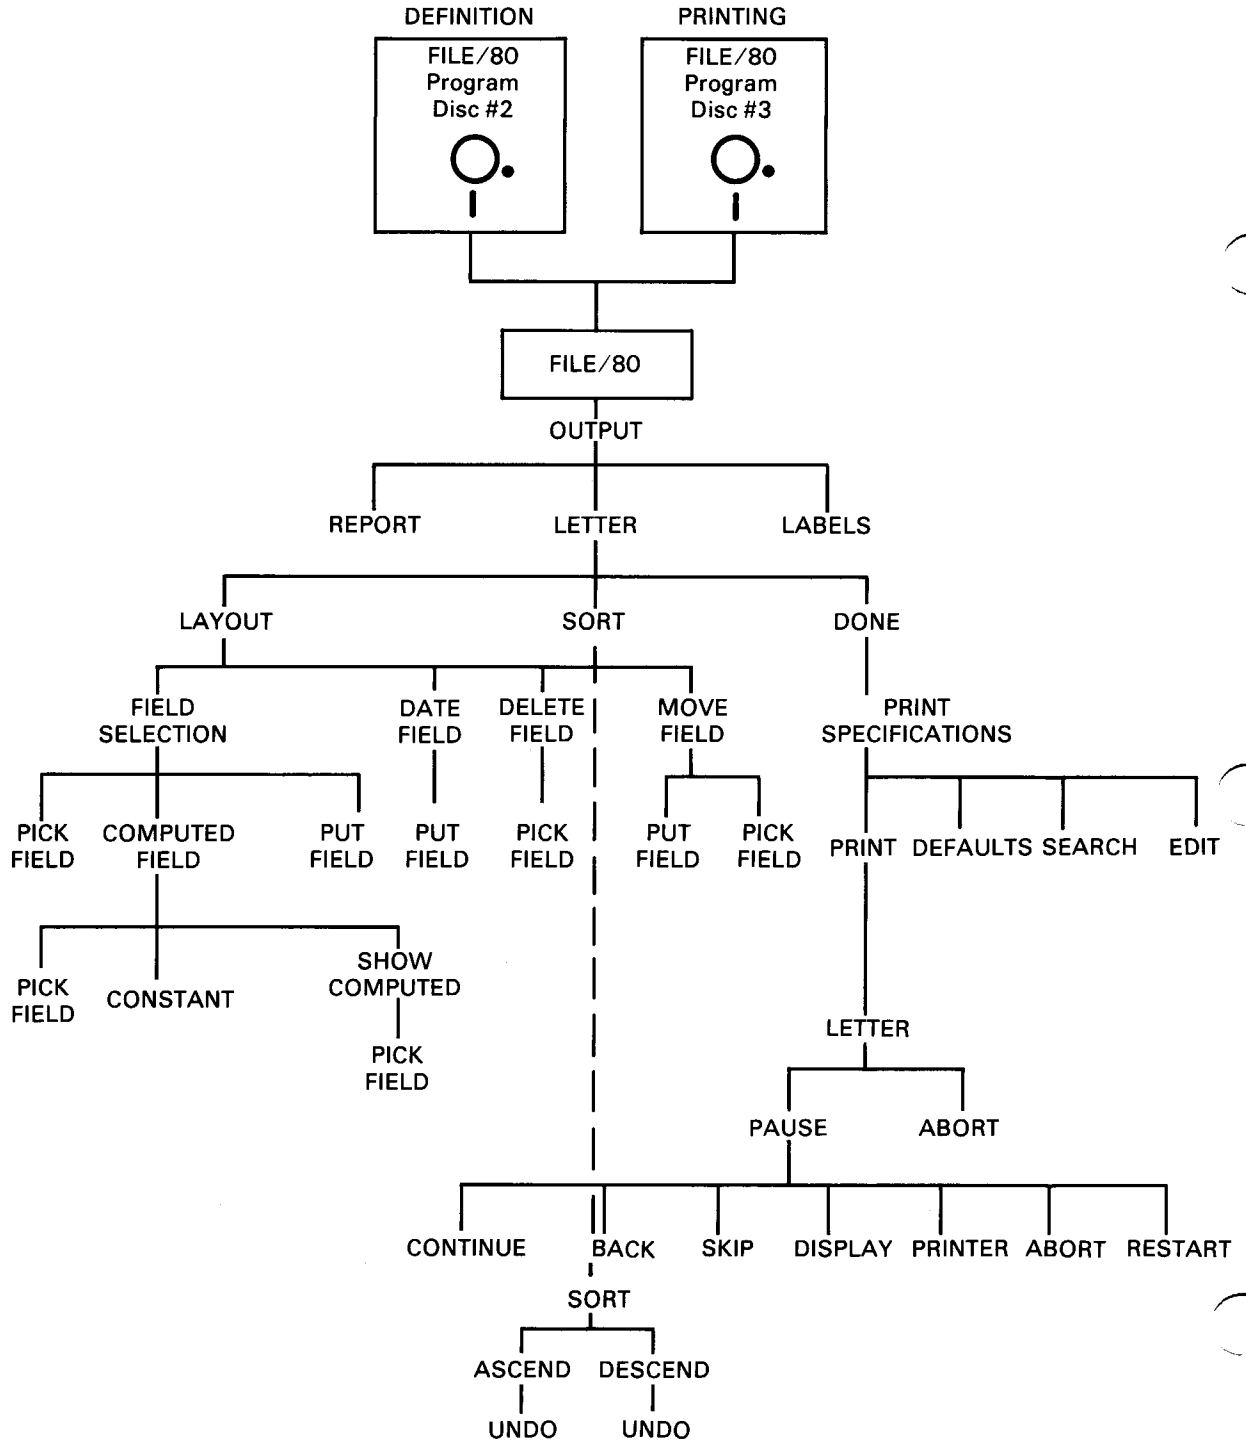 DEFINITION PRINTING
FILE/80
Program
Disc #2
FILE/80
Program
Disc #3
FILE/80
OUTPUT
REPORT LETTER LABELS
LAYOUT SORT DONE
FIELD
SELECTION
DATE
FIELD
DELETE
FIELD
MOVE
FIELD
PRINT
SPECIFICATIONS
PICK
FIELD
COMPUTED
FIELD
PUT
FIELD
PUT
FIELD
PICK
FIELD
PUT
FIELD
PICK
FIELD
PRINT DEFAULTS SEARCH EDIT
PICK
FIELD
CONSTANT
SHOW
COMPUTED
PICK
FIELD
LETTER
PAUSE ABORT
CONTINUE BACK SKIP DISPLAY PRINTER ABORT RESTART
SORT
ASCEND DESCEND
UNDO UNDO